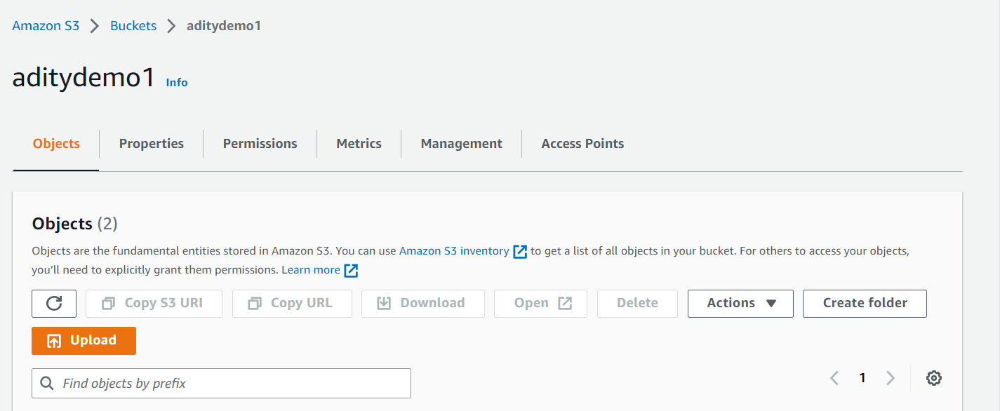 Amazon S3 > Buckets > aditydemo1
aditydemo1 Info
Objects Properties Permissions Metrics Management Access Points
Objects (2)
Objects are the fundamental entities stored in Amazon S3. You can use Amazon S3 inventory to get a list of all objects in your bucket. For others to access your objects,
you’ll need to explicitly grant them permissions. Learn more
Copy S3 URI Copy URL Download Open Delete Actions Create folder
Upload
Find objects by prefix 1